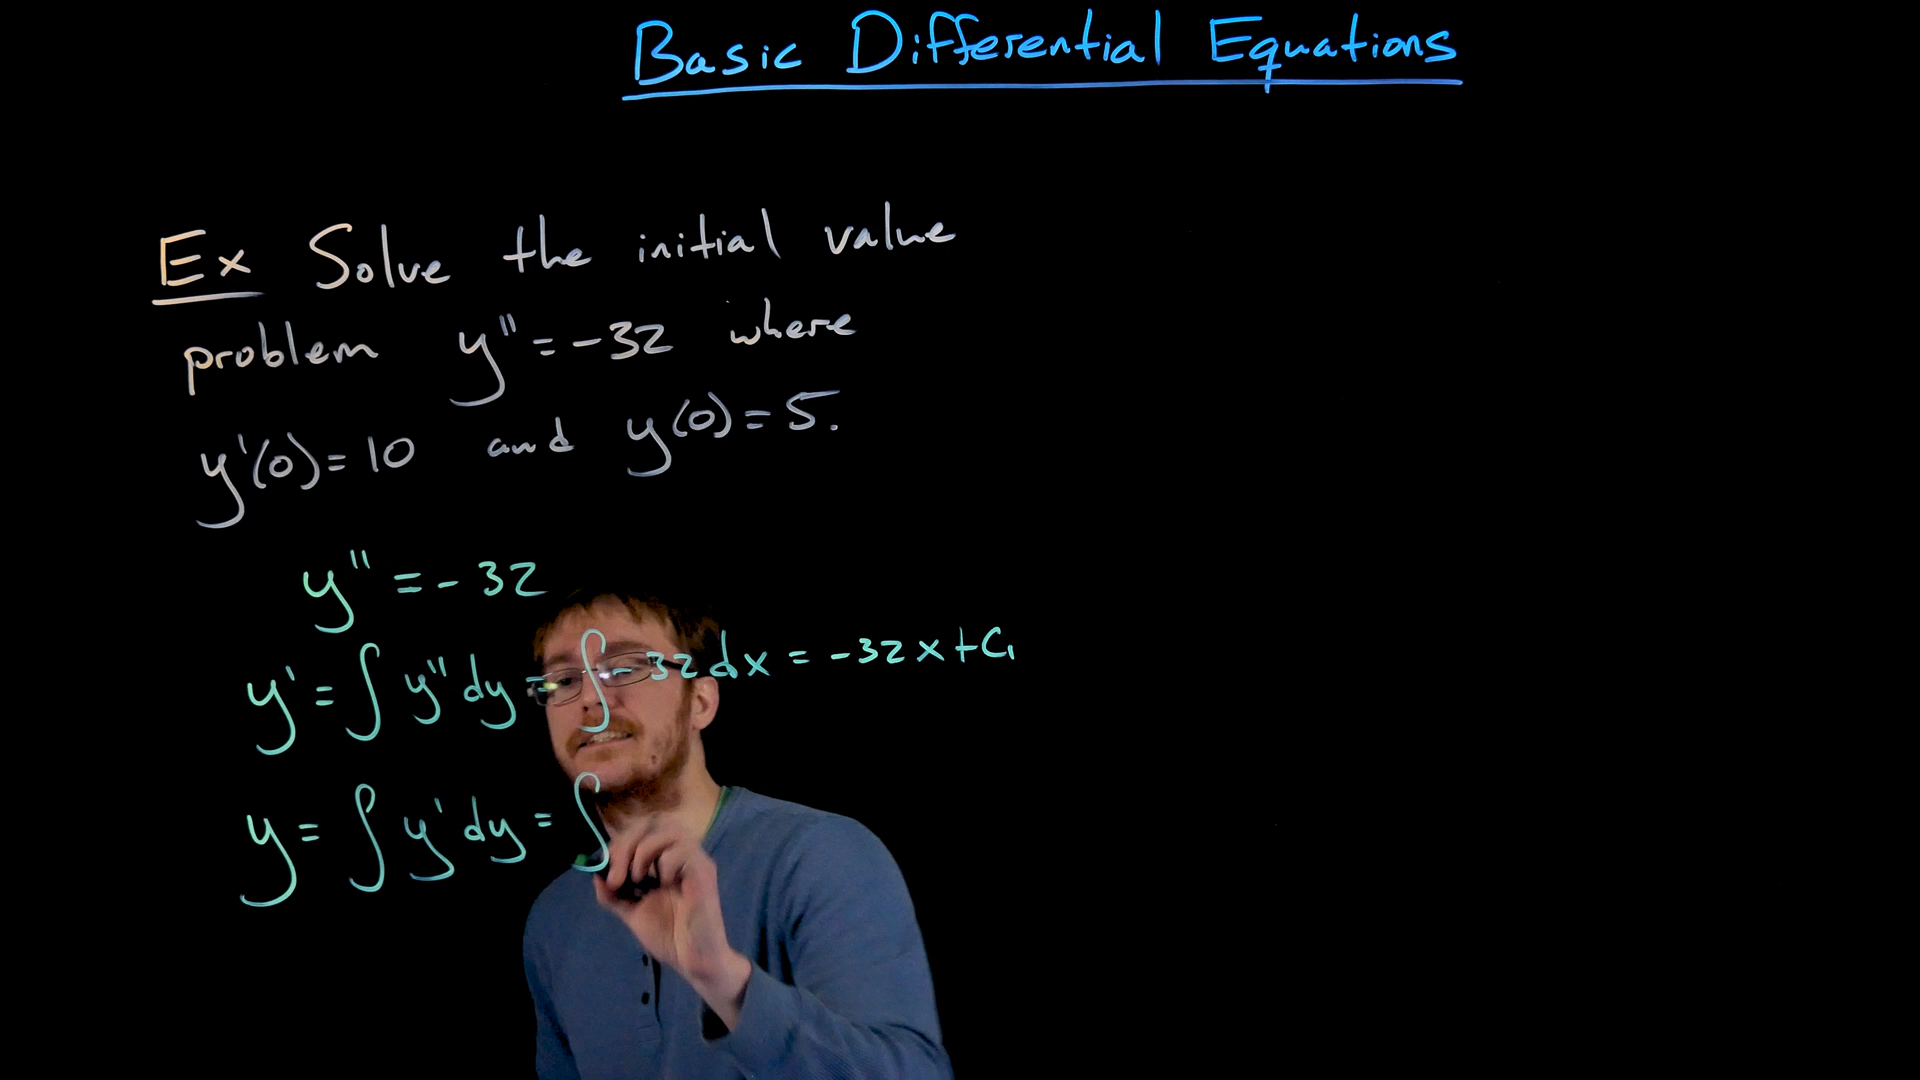 Basic Differential Equations
Ex Solve the initial value
problem y'' = -32 where
y'(0) = 10 and y(0) = 5.
y'' = -32
y' = ∫ y'' dy = ∫ -32 dx = -32x + C₁
y = ∫ y' dy = ∫